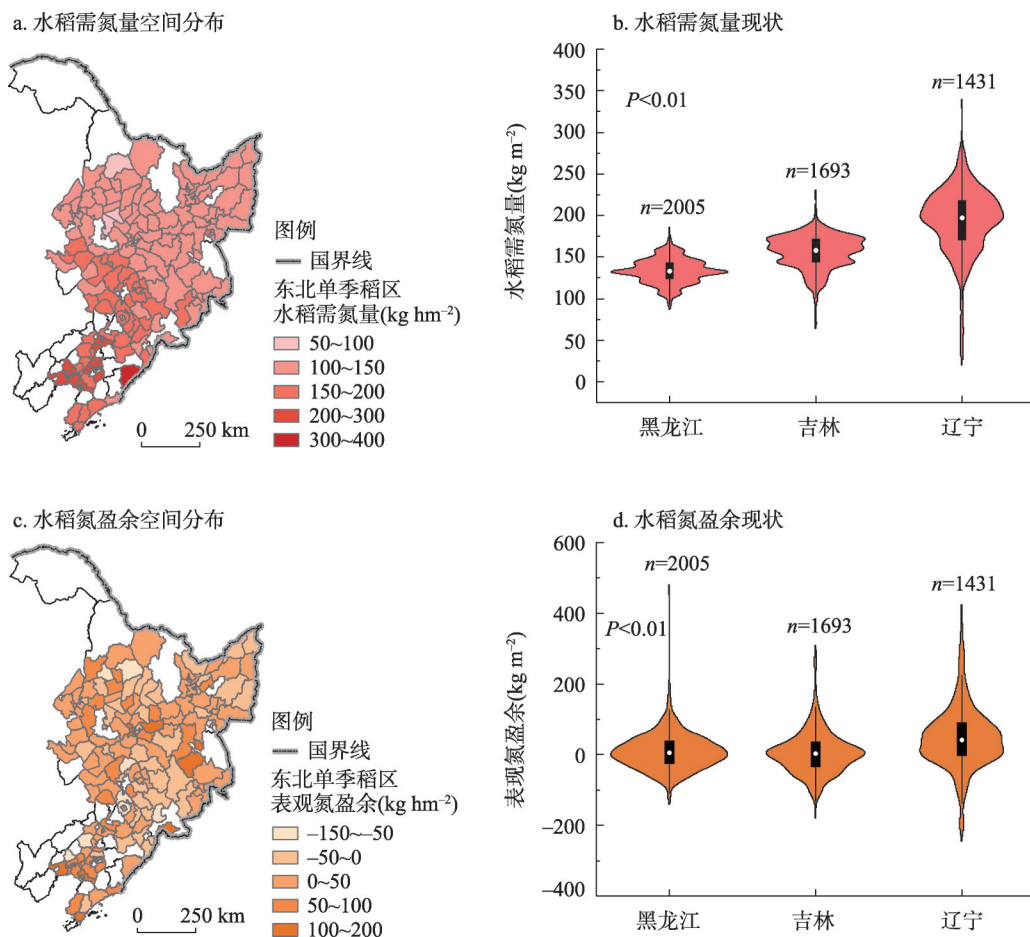 a. 水稻需氮量空间分布
图例
国界线
东北单季稻区
水稻需氮量(kg hm⁻²)
50~100
100~150
150~200
200~300
300~400
0 250 km
b. 水稻需氮量现状
水稻需氮量(kg m⁻²)
400
350
300
250
200
150
100
50
0
P<0.01
n=2005
n=1693
n=1431
黑龙江 吉林 辽宁
c. 水稻氮盈余空间分布
图例
国界线
东北单季稻区
表观氮盈余(kg hm⁻²)
–150~–50
–50~0
0~50
50~100
100~200
0 250 km
d. 水稻氮盈余现状
表现氮盈余(kg m⁻²)
600
400
200
0
–200
–400
n=2005
P<0.01
n=1693
n=1431
黑龙江 吉林 辽宁